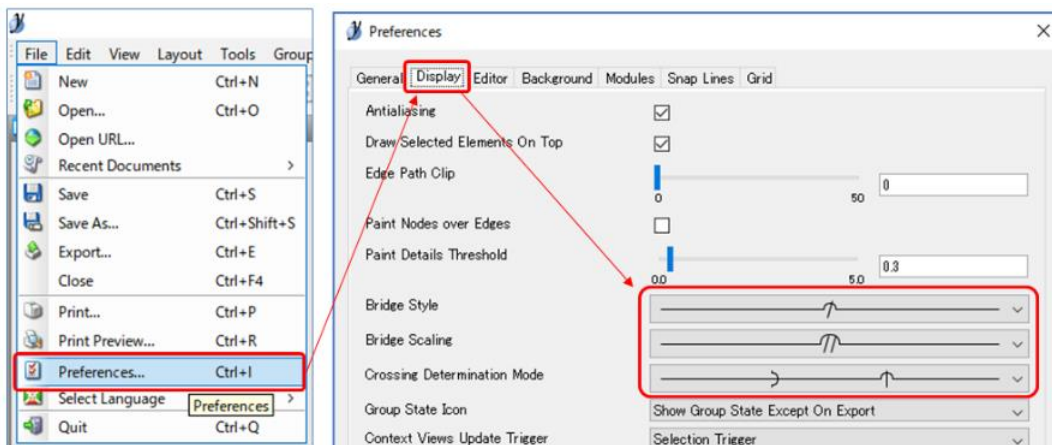 File Edit View Layout Tools Group
New Ctrl+N
Open... Ctrl+O
Open URL...
Recent Documents >
Save Ctrl+S
Save As... Ctrl+Shift+S
Export... Ctrl+E
Close Ctrl+F4
Print... Ctrl+P
Print Preview... Ctrl+R
Preferences... Ctrl+I
Select Language >
Preferences
Quit Ctrl+Q
Preferences
General Display Editor Background Modules Snap Lines Grid
Antialiasing
Draw Selected Elements On Top
Edge Path Clip
0
0 50
Paint Nodes over Edges
Paint Details Threshold
0.3
0.0 5.0
Bridge Style
Bridge Scaling
Crossing Determination Mode
Group State Icon Show Group State Except On Export
Context Views Update Trigger Selection Trigger